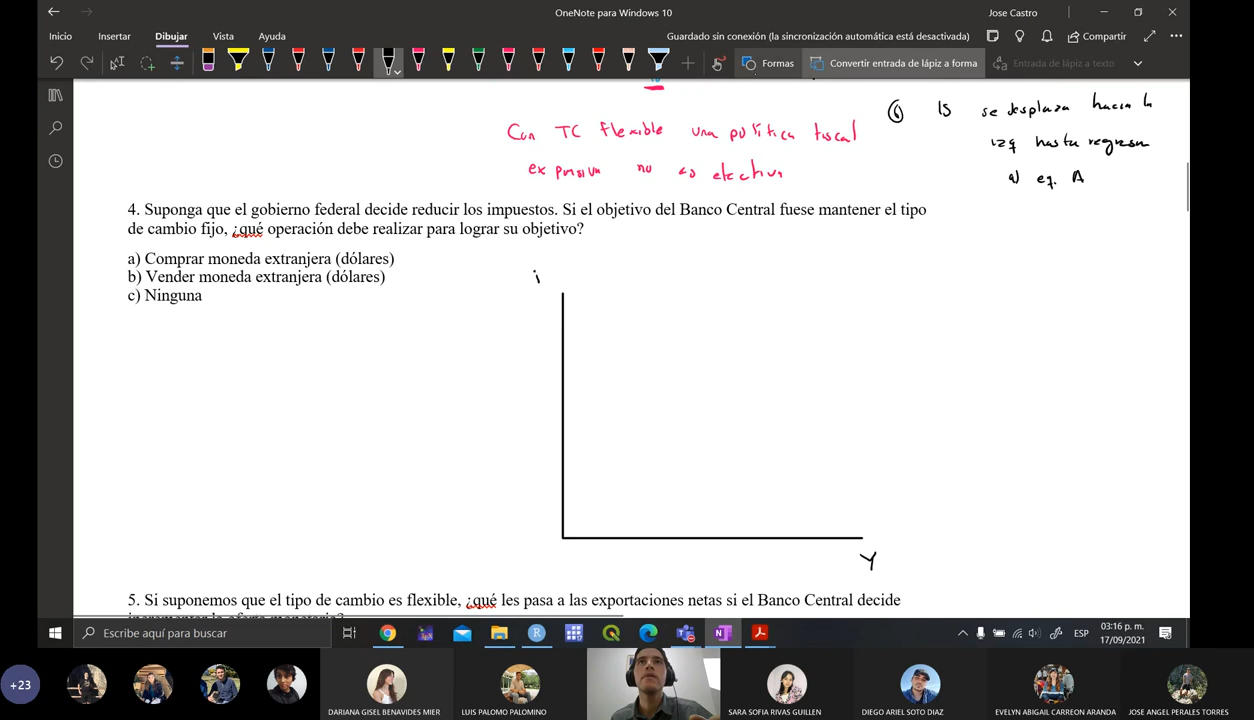 OneNote para Windows 10
Jose Castro
Inicio Insertar Dibujar Vista Ayuda
Guardado sin conexión (la sincronización automática está desactivada)
Compartir
Formas
Convertir entrada de lápiz a forma
Entrada de lápiz a texto
Con TC flexible una política fiscal
expansiva no es efectiva
⑥ IS se desplaza hacia la
izq hasta regresar
al eq. A
4. Suponga que el gobierno federal decide reducir los impuestos. Si el objetivo del Banco Central fuese mantener el tipo
de cambio fijo, ¿qué operación debe realizar para lograr su objetivo?
a) Comprar moneda extranjera (dólares)
b) Vender moneda extranjera (dólares)
c) Ninguna
i
Y
5. Si suponemos que el tipo de cambio es flexible, ¿qué les pasa a las exportaciones netas si el Banco Central decide
Escribe aquí para buscar
ESP
03:16 p. m.
17/09/2021
+23
DARIANA GISEL BENAVIDES MIER
LUIS PALOMO PALOMINO
SARA SOFIA RIVAS GUILLEN
DIEGO ARIEL SOTO DIAZ
EVELYN ABIGAIL CARREON ARANDA
JOSE ANGEL PERALES TORRES